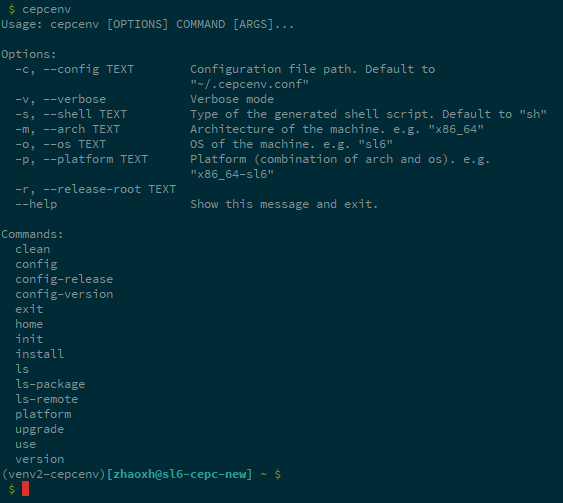 $ cepcenv
Usage: cepcenv [OPTIONS] COMMAND [ARGS]...

Options:
  -c, --config TEXT        Configuration file path. Default to
                           "~/.cepcenv.conf"
  -v, --verbose            Verbose mode
  -s, --shell TEXT         Type of the generated shell script. Default to "sh"
  -m, --arch TEXT          Architecture of the machine. e.g. "x86_64"
  -o, --os TEXT            OS of the machine. e.g. "sl6"
  -p, --platform TEXT      Platform (combination of arch and os). e.g.
                           "x86_64-sl6"
  -r, --release-root TEXT
  --help                   Show this message and exit.

Commands:
  clean
  config
  config-release
  config-version
  exit
  home
  init
  install
  ls
  ls-package
  ls-remote
  platform
  upgrade
  use
  version
(venv2-cepcenv)[zhaoxh@sl6-cepc-new] ~ $
 $